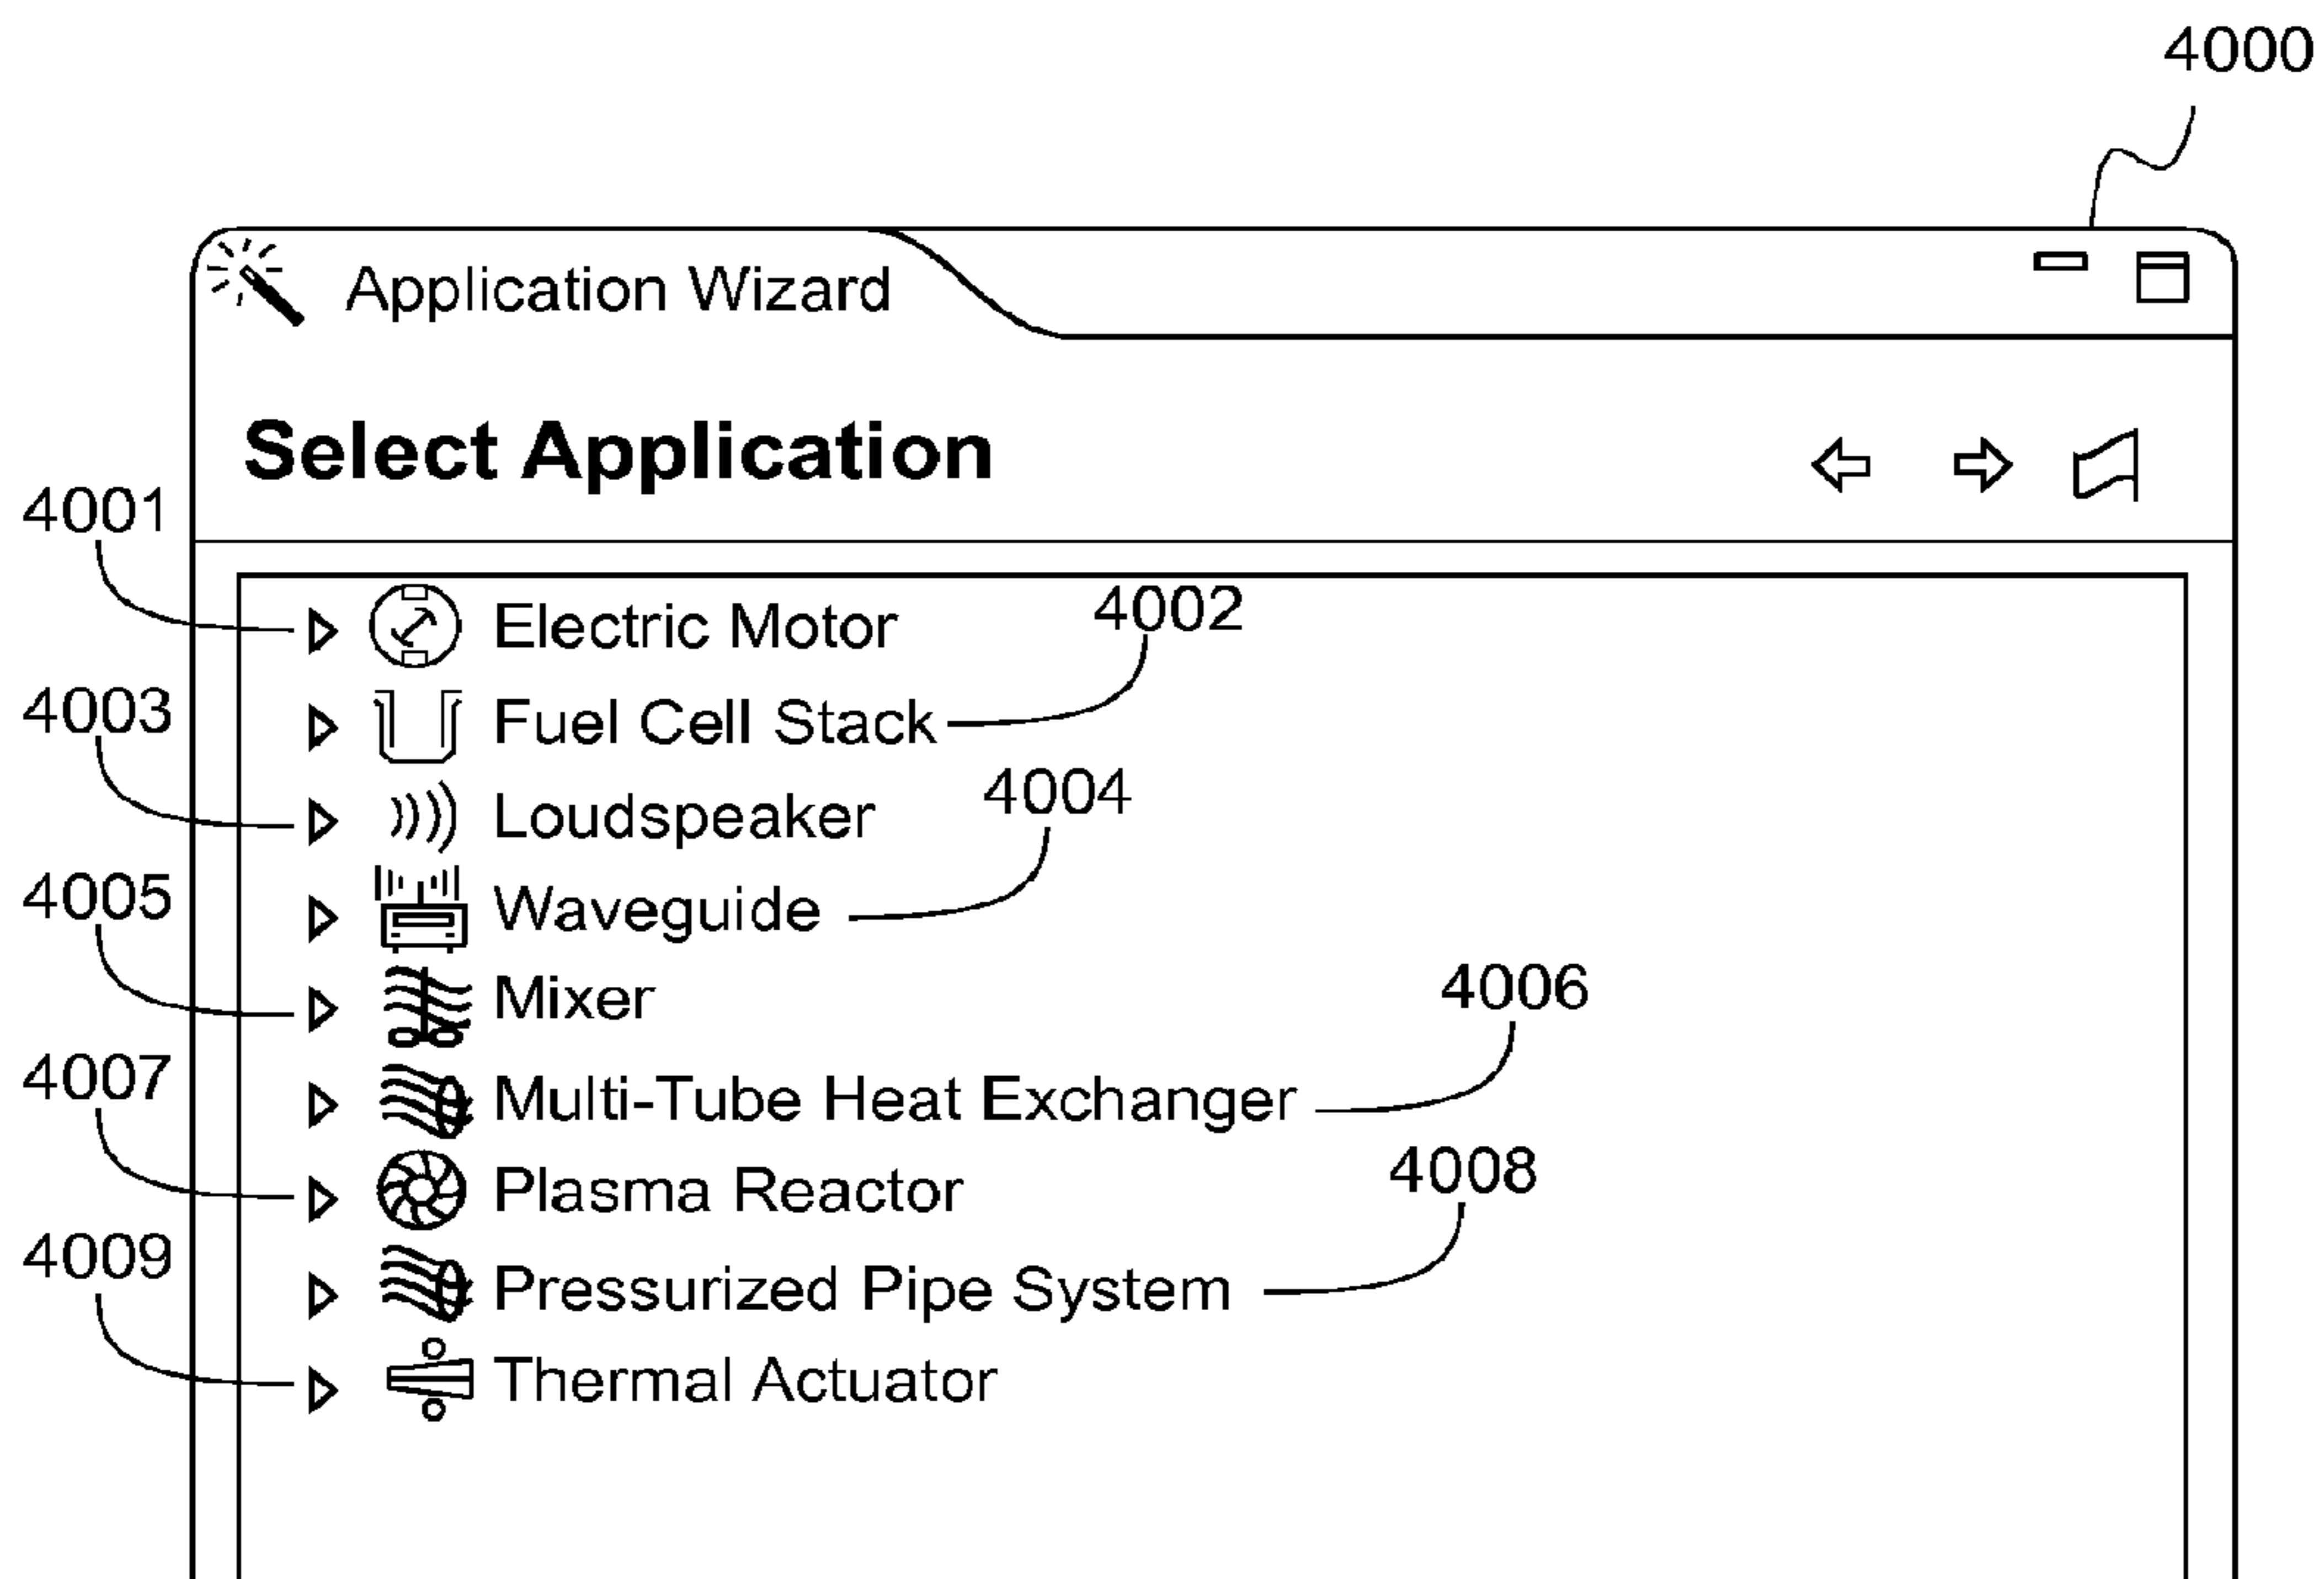 4000
Application Wizard
Select Application
4001
Electric Motor
4002
4003
Fuel Cell Stack
Loudspeaker
4004
4005
Waveguide
Mixer
4006
4007
Multi-Tube Heat Exchanger
Plasma Reactor
4008
4009
Pressurized Pipe System
Thermal Actuator